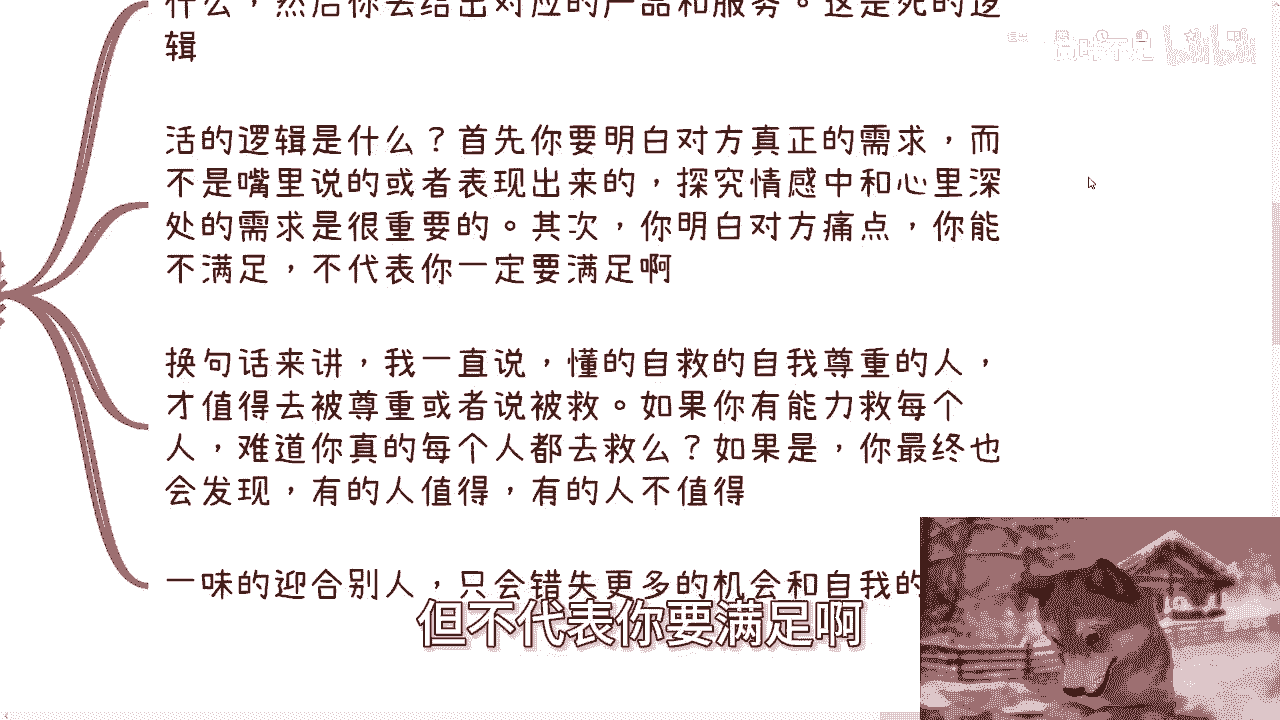 什么，然后你去给出对应的产品和服务。这是死的逻
辑
活的逻辑是什么？首先你要明白对方真正的需求，而
不是嘴里说的或者表现出来的，探究情感中和心里深
处的需求是很重要的。其次，你明白对方痛点，你能
不满足，不代表你一定要满足啊
换句话来讲，我一直说，懂的自救的自我尊重的人，
才值得去被尊重或者说被救。如果你有能力救每个
人，难道你真的每个人都去救么？如果是，你最终也
会发现，有的人值得，有的人不值得
一味的迎合别人，只会错失更多的机会和自我的
但不代表你要满足啊